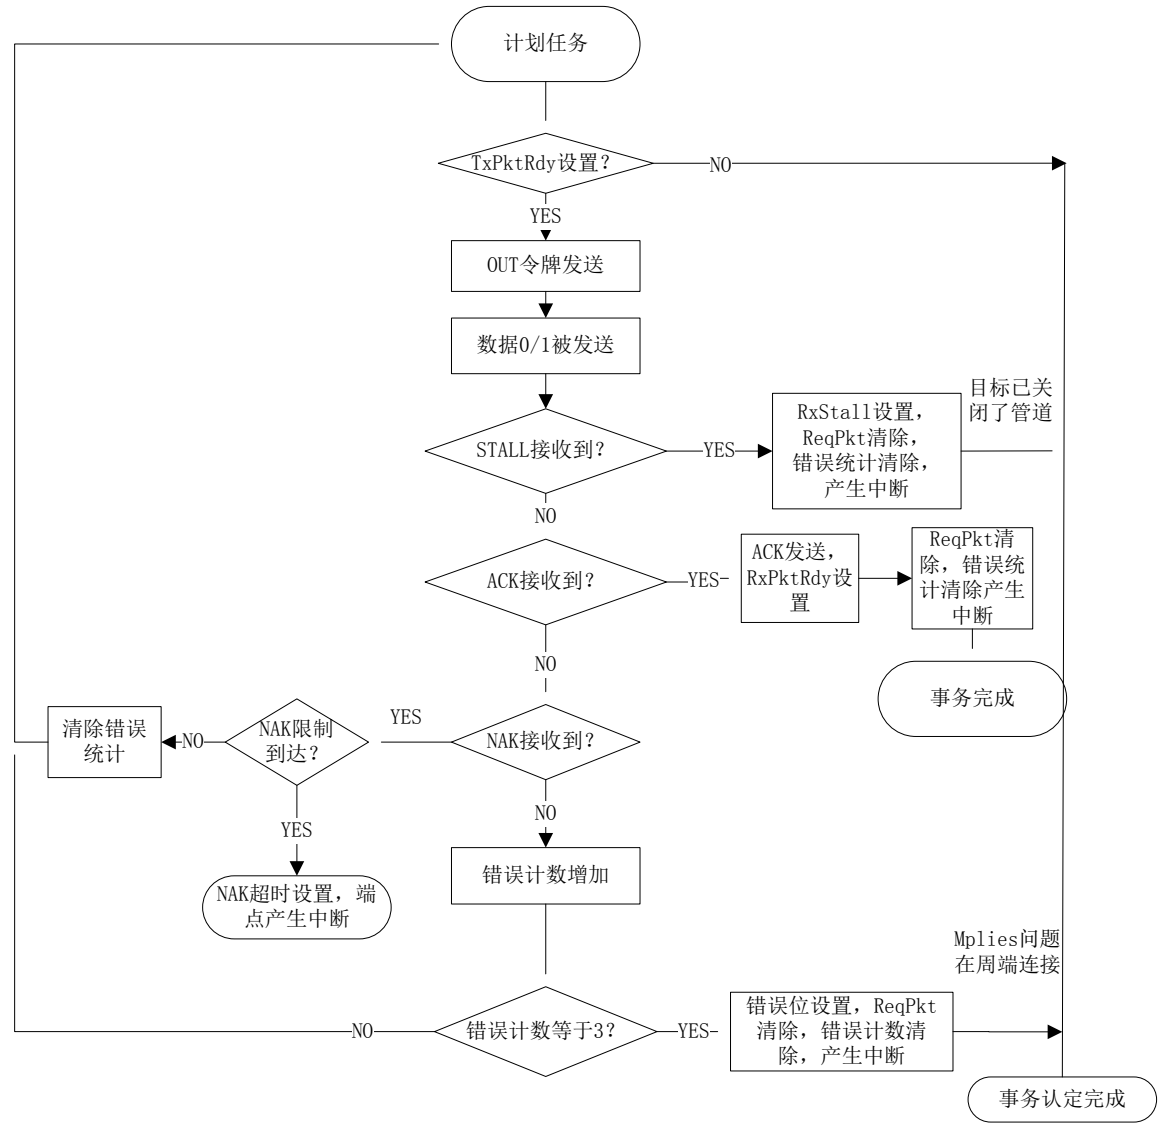 计划任务
TxPktRdy设置？
NO
YES
OUT令牌发送
数据0/1被发送
目标已关
闭了管道
STALL接收到？
YES
RxStall设置，
ReqPkt清除，
错误统计清除，
产生中断
NO
ACK接收到？
YES
ACK发送，
RxPktRdy设
置
ReqPkt清
除，错误统
计清除产生
中断
NO
事务完成
清除错误
统计
NO
NAK限制
到达？
YES
NAK接收到？
YES
NO
NAK超时设置，端
点产生中断
错误计数增加
Mplies问题
在周端连接
NO
错误计数等于3？
YES
错误位设置，ReqPkt
清除，错误计数清
除，产生中断
事务认定完成